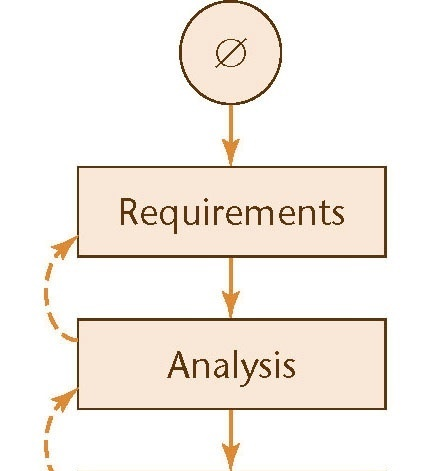 ∅
Requirements
Analysis